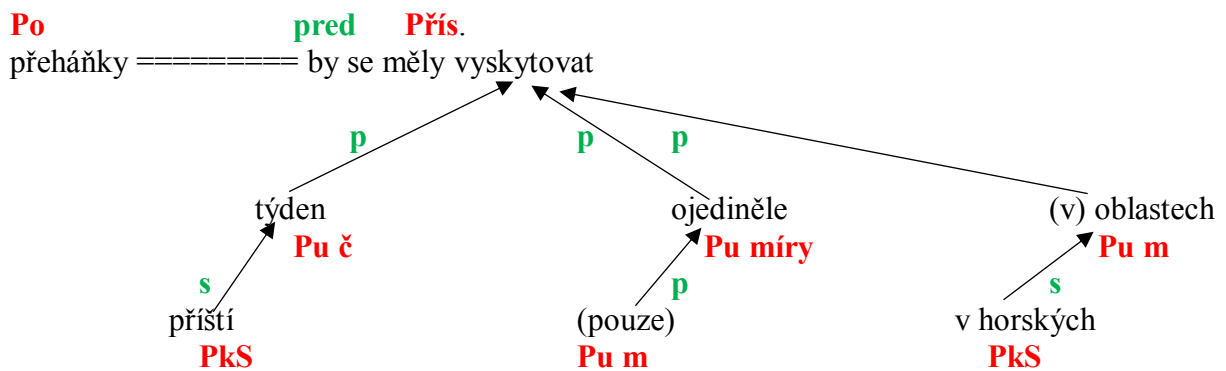 Po pred Přís.
přeháňky ========= by se měly vyskytovat
p p p
týden ojediněle (v) oblastech
Pu č Pu míry Pu m
s p s
příští (pouze) v horských
PkS Pu m PkS